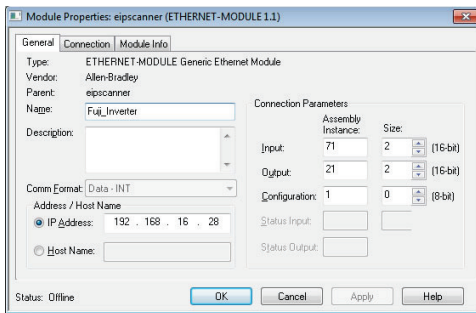 Module Properties: eipscanner (ETHERNET-MODULE 1.1)
General Connection Module Info
Type: ETHERNET-MODULE Generic Ethernet Module
Vendor: Allen-Bradley
Parent: eipscanner
Name: Fuji_Inverter
Description:
Comm Format: Data - INT
Address / Host Name
IP Address: 192 . 168 . 16 . 28
Host Name:
Connection Parameters
Assembly
Instance: Size:
Input: 71 2 (16-bit)
Output: 21 2 (16-bit)
Configuration: 1 0 (8-bit)
Status Input:
Status Output:
Status: Offline OK Cancel Apply Help